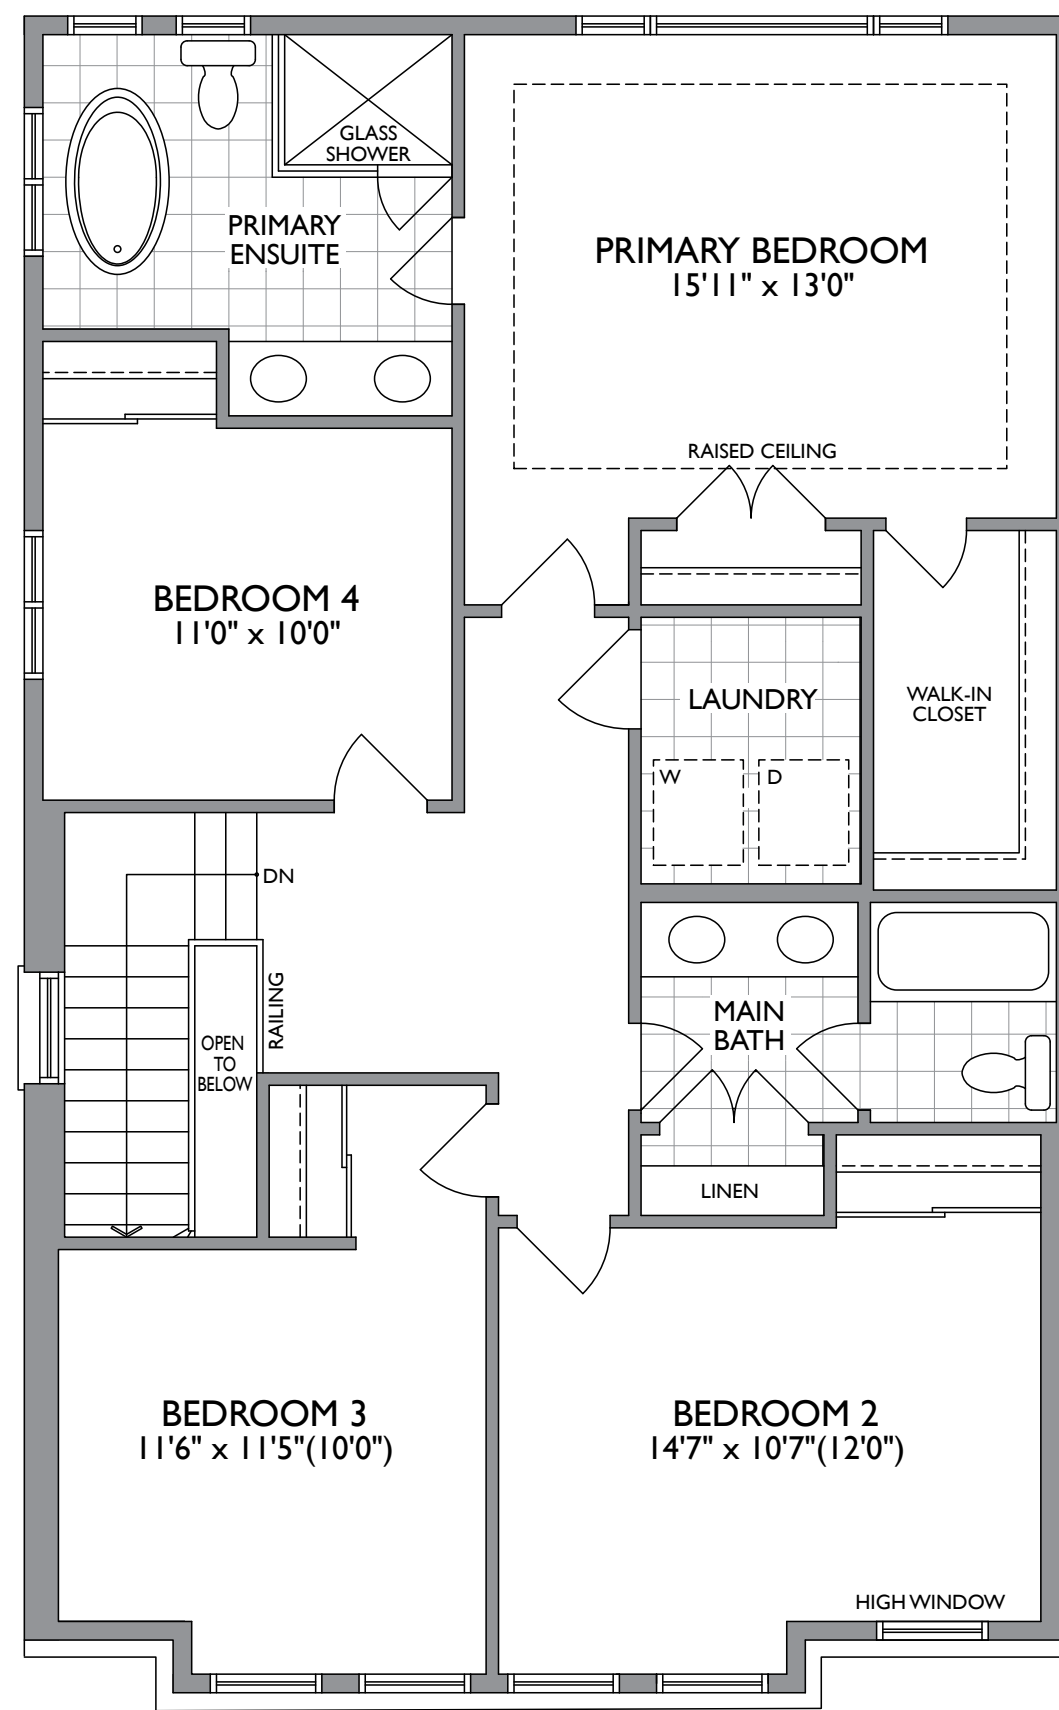 GLASS
SHOWER
PRIMARY
ENSUITE
PRIMARY BEDROOM
15'11" x 13'0"
RAISED CEILING
BEDROOM 4
11'0" x 10'0"
LAUNDRY
W
D
WALK-IN
CLOSET
DN
RAILING
OPEN
TO
BELOW
MAIN
BATH
LINEN
BEDROOM 3
11'6" x 11'5"(10'0")
BEDROOM 2
14'7" x 10'7"(12'0")
HIGH WINDOW